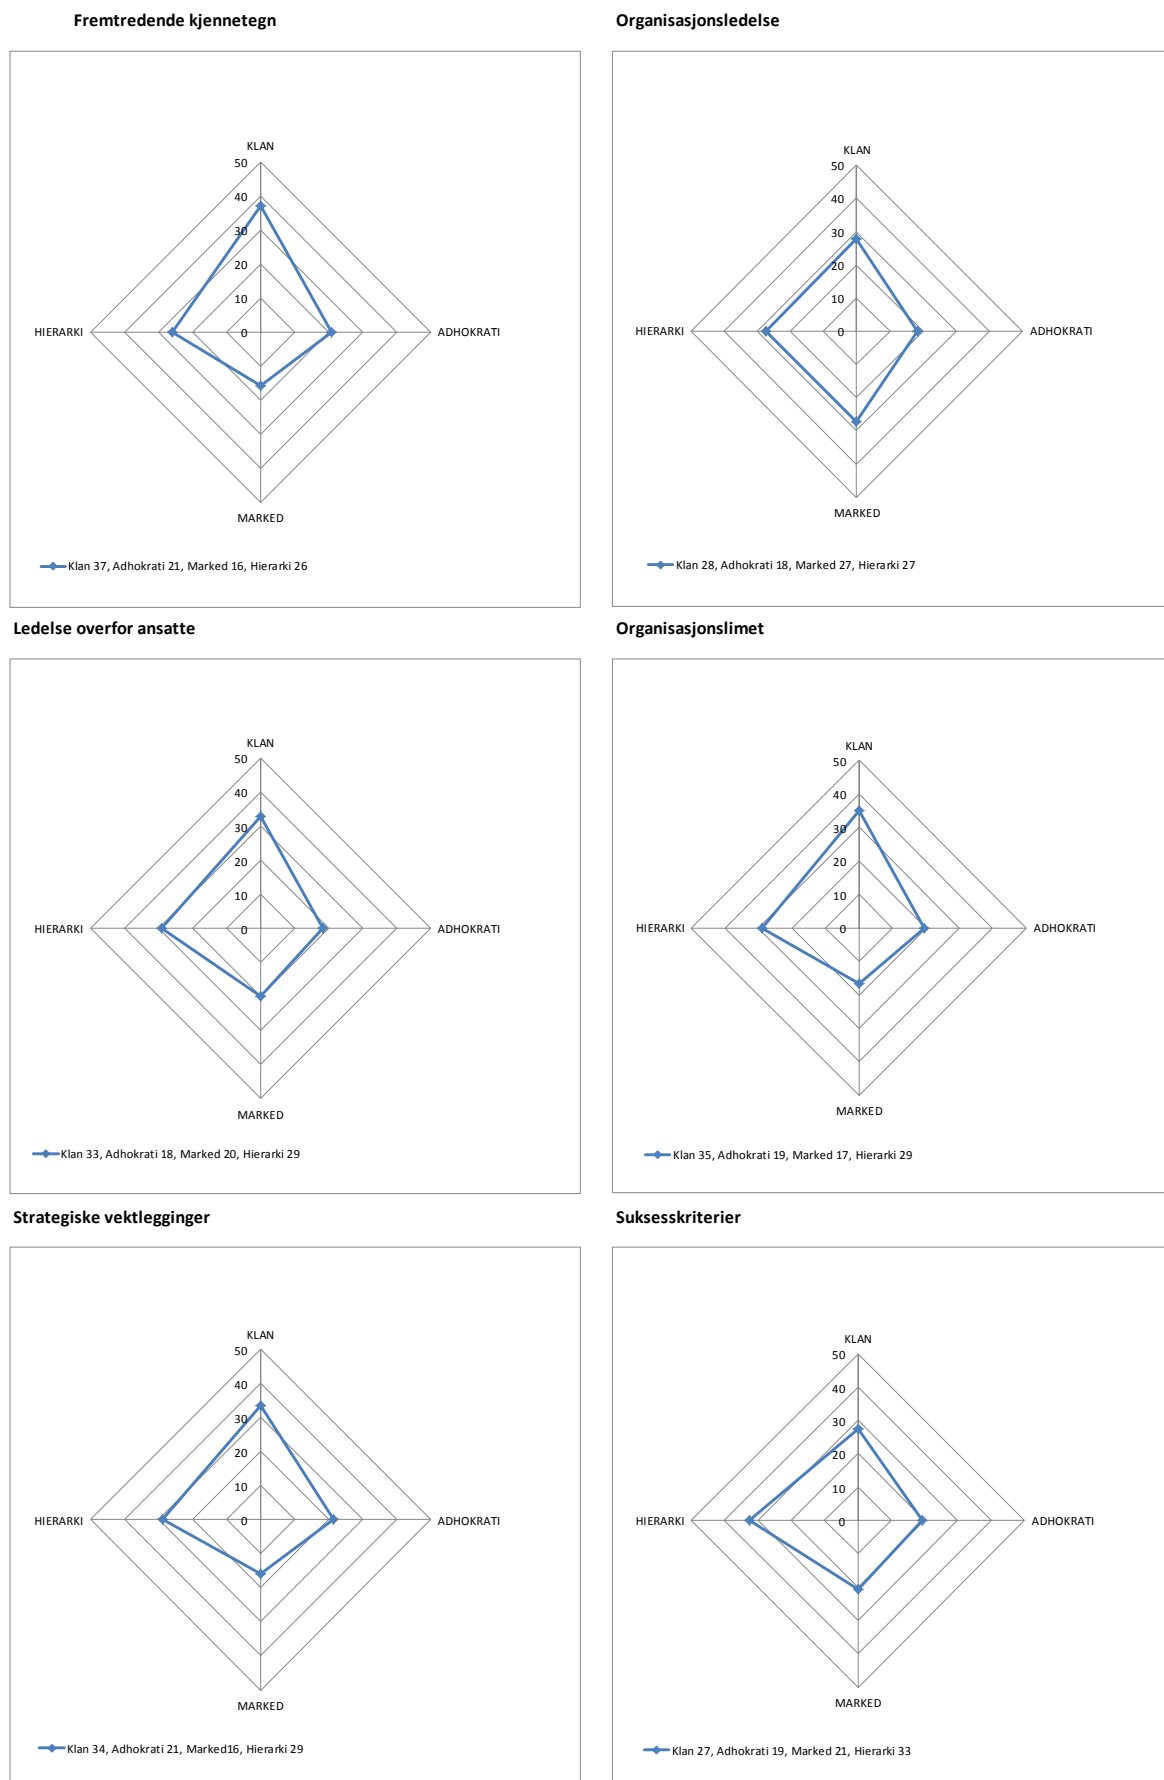 Fremtredende kjennetegn
KLAN
50
40
30
20
10
0
HIERARKI
ADHOKRATI
MARKED
Klan 37, Adhokrati 21, Marked 16, Hierarki 26
Organisasjonsledelse
KLAN
50
40
30
20
10
0
HIERARKI
ADHOKRATI
MARKED
Klan 28, Adhokrati 18, Marked 27, Hierarki 27
Ledelse overfor ansatte
KLAN
50
40
30
20
10
0
HIERARKI
ADHOKRATI
MARKED
Klan 33, Adhokrati 18, Marked 20, Hierarki 29
Organisasjonslimet
KLAN
50
40
30
20
10
0
HIERARKI
ADHOKRATI
MARKED
Klan 35, Adhokrati 19, Marked 17, Hierarki 29
Strategiske vektlegginger
KLAN
50
40
30
20
10
0
HIERARKI
ADHOKRATI
MARKED
Klan 34, Adhokrati 21, Marked16, Hierarki 29
Suksesskriterier
KLAN
50
40
30
20
10
0
HIERARKI
ADHOKRATI
MARKED
Klan 27, Adhokrati 19, Marked 21, Hierarki 33